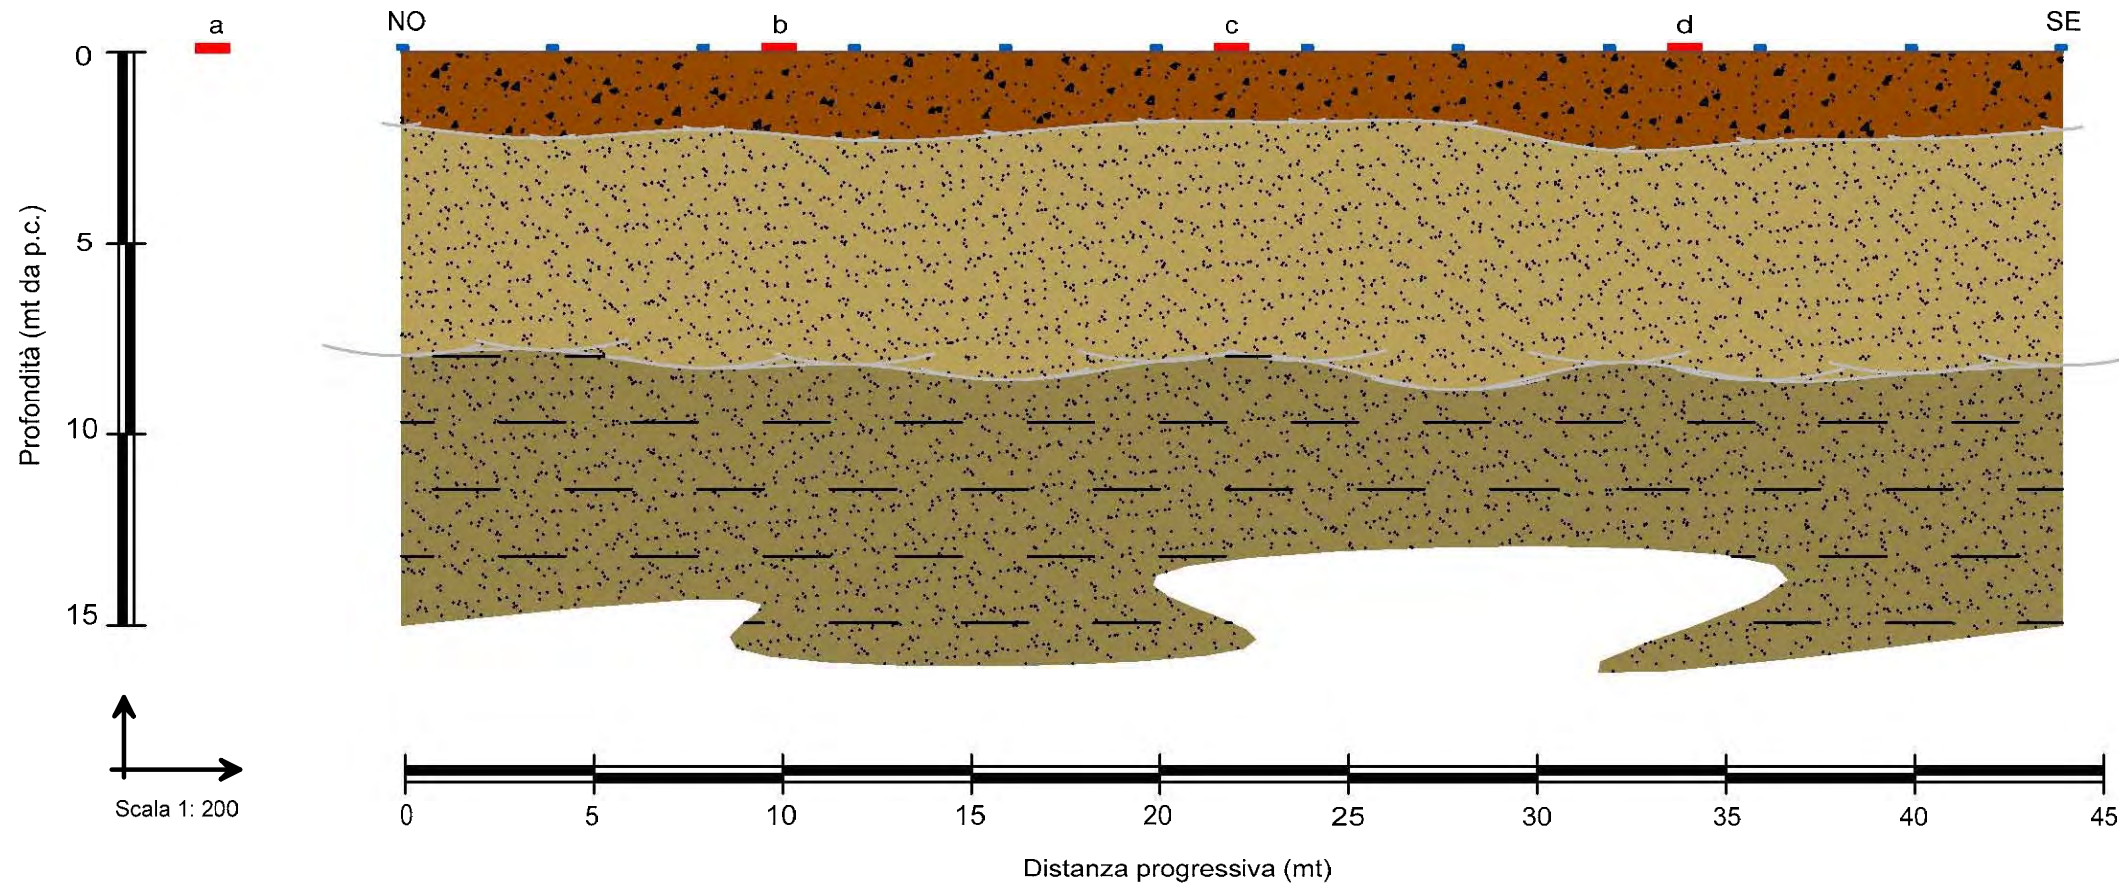 NO
SE
a
b
c
d
0
5
10
15
Profondità (mt da p.c.)
Scala 1: 200
0
5
10
15
20
25
30
35
40
45
Distanza progressiva (mt)